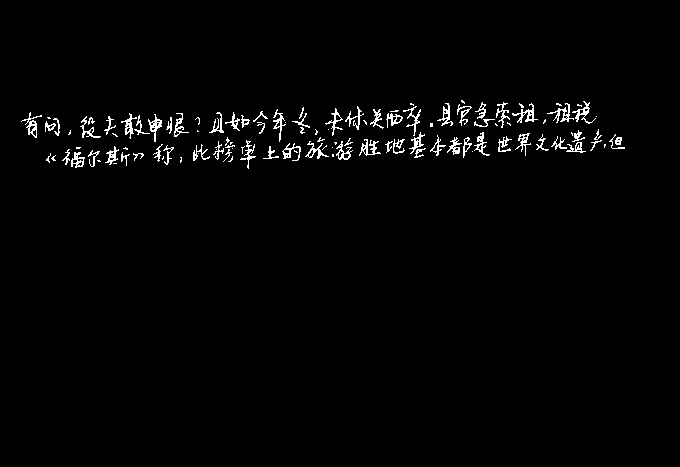 有问，役夫敢申恨？且如今年冬，未休关西卒。县官急索租，租税
《福尔斯》称，此榜单上的旅游胜地基本都是世界文化遗产，但